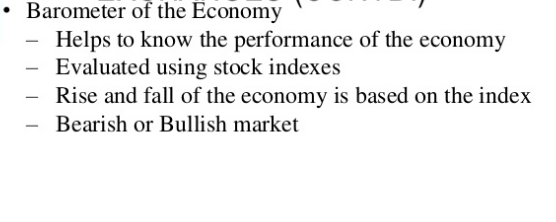 • Barometer of the Economy
– Helps to know the performance of the economy
– Evaluated using stock indexes
– Rise and fall of the economy is based on the index
– Bearish or Bullish market